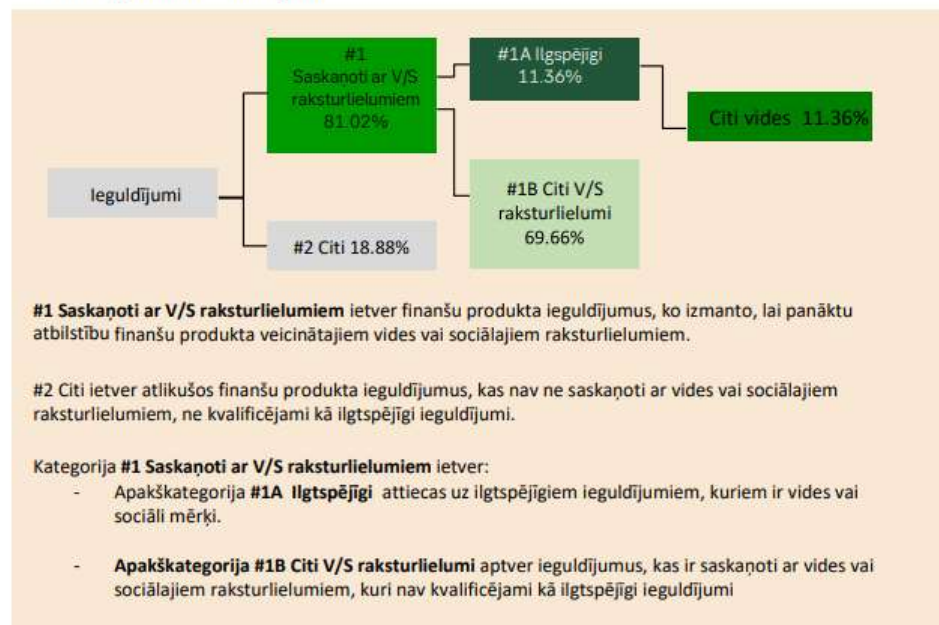 #1
Saskaņoti ar V/S
raksturlielumiem
81.02%
#1A Ilgspējīgi
11.36%
Citi vides 11.36%
Ieguldījumi
#1B Citi V/S
raksturlielumi
69.66%
#2 Citi 18.88%
#1 Saskaņoti ar V/S raksturlielumiem ietver finanšu produkta ieguldījumus, ko izmanto, lai panāktu
atbilstību finanšu produkta veicinātajiem vides vai sociālajiem raksturlielumiem.
#2 Citi ietver atlikušos finanšu produkta ieguldījumus, kas nav ne saskaņoti ar vides vai sociālajiem
raksturlielumiem, ne kvalificējami kā ilgtspējīgi ieguldījumi.
Kategorija #1 Saskaņoti ar V/S raksturlielumiem ietver:
- Apakškategorija #1A Ilgtspējīgi attiecas uz ilgtspējīgiem ieguldījumiem, kuriem ir vides vai
sociāli mērķi.
- Apakškategorija #1B Citi V/S raksturlielumi aptver ieguldījumus, kas ir saskaņoti ar vides vai
sociālajiem raksturlielumiem, kuri nav kvalificējami kā ilgtspējīgi ieguldījumi